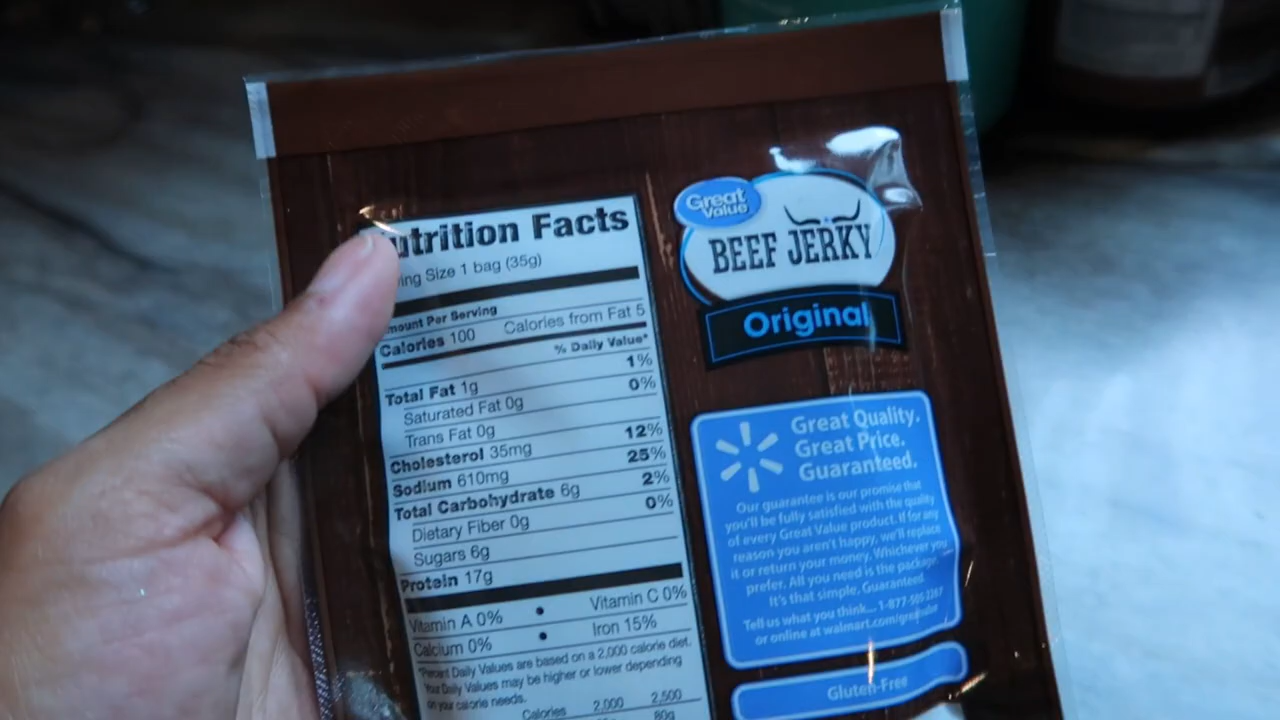 utrition Facts
ing Size 1 bag (35g)
mount Per Serving
Calories 100 Calories from Fat 5
% Daily Value*
Total Fat 1g 1%
Saturated Fat 0g 0%
Trans Fat 0g
Cholesterol 35mg 12%
Sodium 610mg 25%
Total Carbohydrate 6g 2%
Dietary Fiber 0g 0%
Sugars 6g
Protein 17g
Vitamin A 0% • Vitamin C 0%
Calcium 0% • Iron 15%
*Percent Daily Values are based on a 2,000 calorie diet.
Your Daily Values may be higher or lower depending
on your calorie needs.
Calories 2,000 2,500
80g
Great
Value
BEEF JERKY
Original
Great Quality.
Great Price.
Guaranteed.
Our guarantee is our promise that
you'll be fully satisfied with the quality
of every Great Value product. If for any
reason you aren't happy, we'll replace
it or return your money. Whichever you
prefer. All you need is the package.
It's that simple, Guaranteed.
Tell us what you think... 1-877-505-2267
or online at walmart.com/greatvalue
Gluten-Free